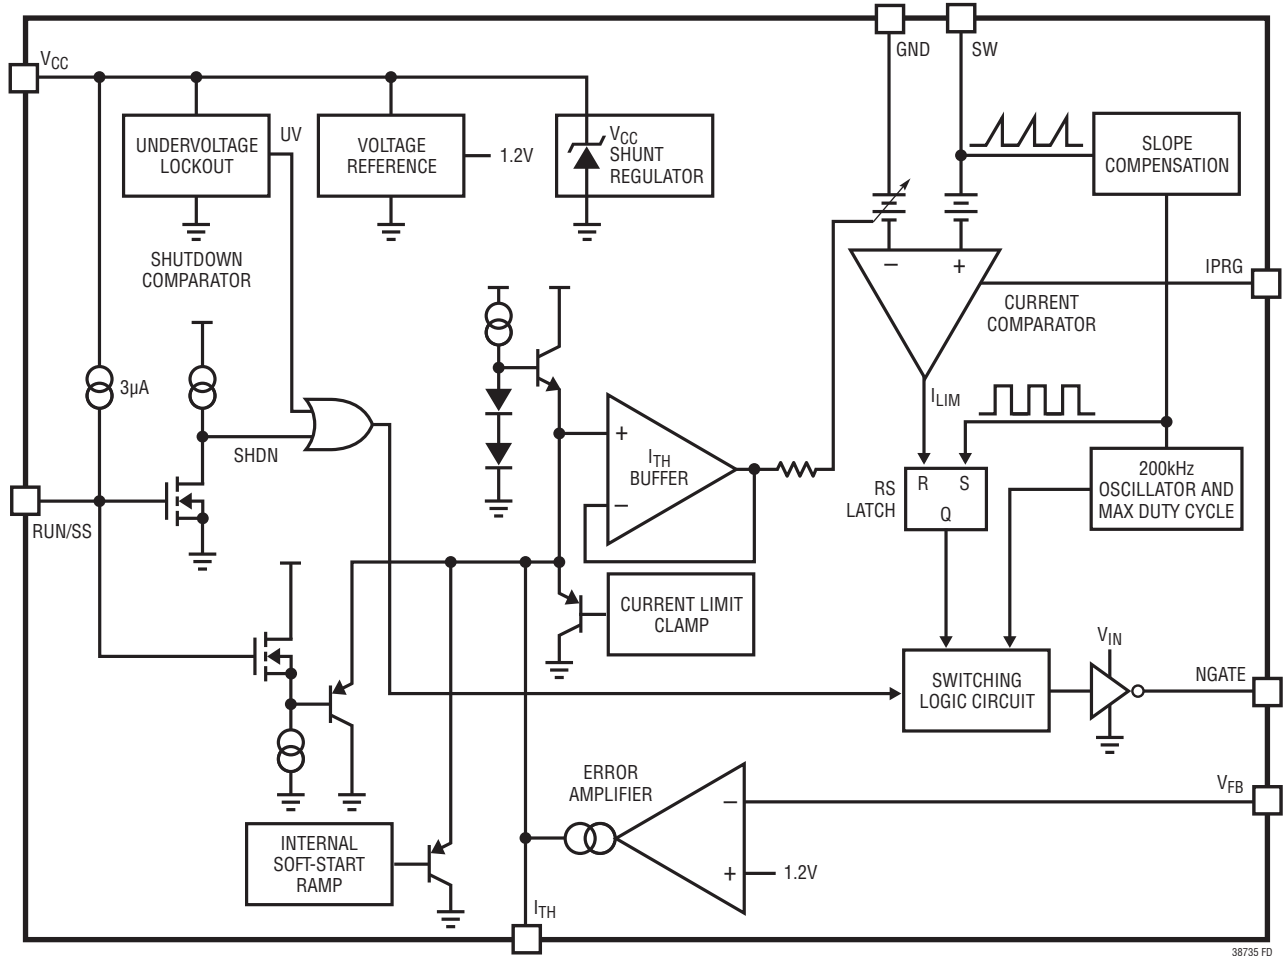 GND
SW
VCC
UNDERVOLTAGE
LOCKOUT
UV
VOLTAGE
REFERENCE
1.2V
VCC
SHUNT
REGULATOR
SLOPE
COMPENSATION
SHUTDOWN
COMPARATOR
IPRG
–
+
CURRENT
COMPARATOR
3µA
ILIM
SHDN
+
ITH
BUFFER
–
RS
LATCH
R
S
Q
200kHz
OSCILLATOR AND
MAX DUTY CYCLE
RUN/SS
CURRENT LIMIT
CLAMP
SWITCHING
LOGIC CIRCUIT
VIN
NGATE
ERROR
AMPLIFIER
–
+
1.2V
VFB
INTERNAL
SOFT-START
RAMP
ITH
38735 FD